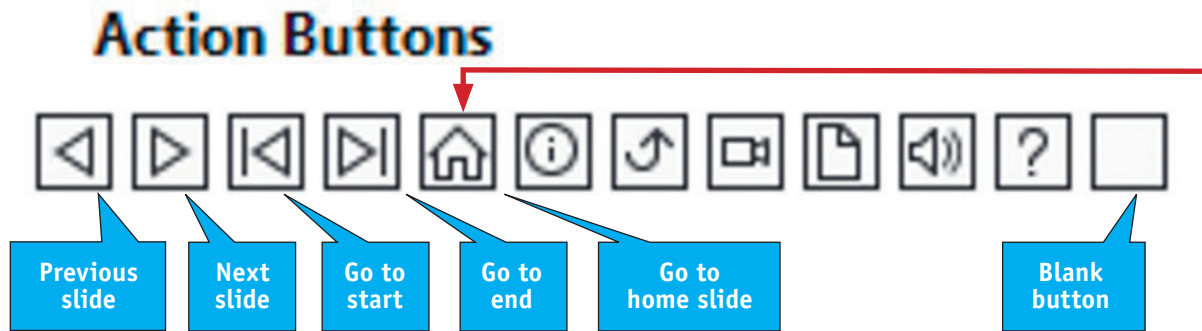 Action Buttons
i
?
Previous
slide
Next
slide
Go to
start
Go to
end
Go to
home slide
Blank
button